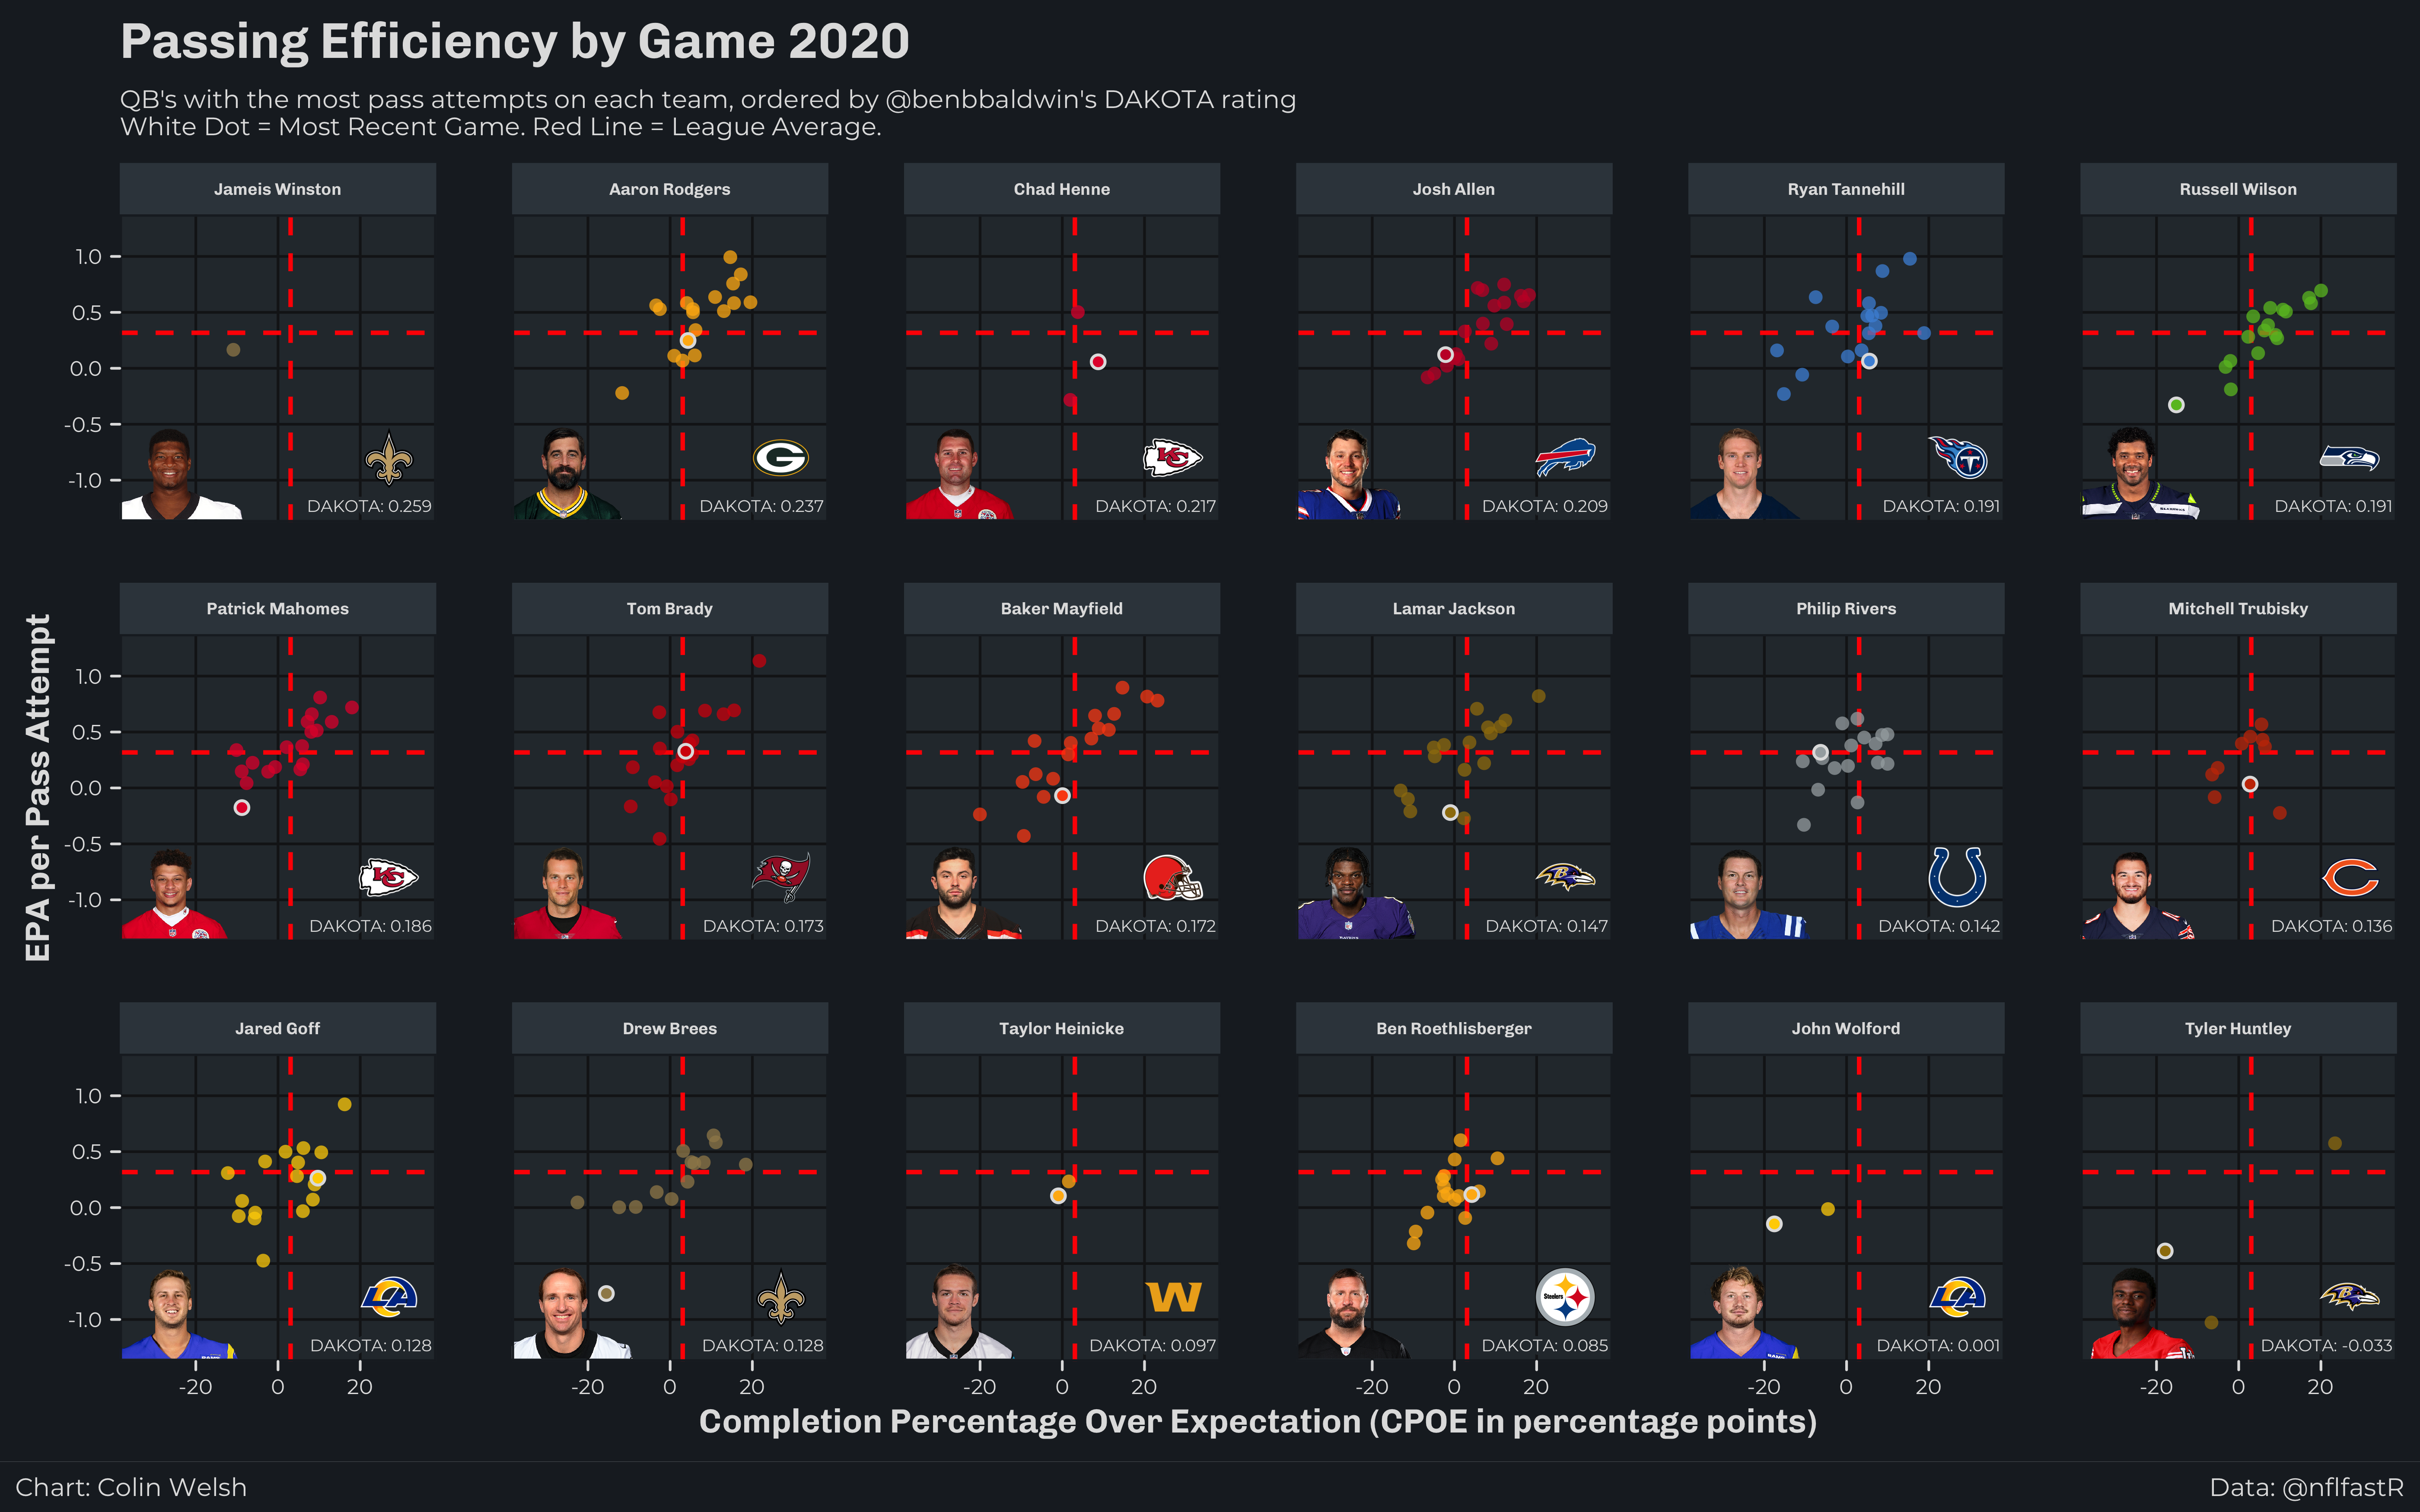 Passing Efficiency by Game 2020
QB's with the most pass attempts on each team, ordered by @benbbaldwin's DAKOTA rating
White Dot = Most Recent Game. Red Line = League Average.
Jameis Winston
Aaron Rodgers
Chad Henne
Josh Allen
Ryan Tannehill
Russell Wilson
1.0
0.5
0.0
-0.5
-1.0
DAKOTA: 0.259
DAKOTA: 0.237
DAKOTA: 0.217
DAKOTA: 0.209
DAKOTA: 0.191
DAKOTA: 0.191
Patrick Mahomes
Tom Brady
Baker Mayfield
Lamar Jackson
Philip Rivers
Mitchell Trubisky
EPA per Pass Attempt
1.0
0.5
0.0
-0.5
-1.0
DAKOTA: 0.186
DAKOTA: 0.173
DAKOTA: 0.172
DAKOTA: 0.147
DAKOTA: 0.142
DAKOTA: 0.136
Jared Goff
Drew Brees
Taylor Heinicke
Ben Roethlisberger
John Wolford
Tyler Huntley
1.0
0.5
0.0
-0.5
-1.0
Steelers
DAKOTA: 0.128
DAKOTA: 0.128
DAKOTA: 0.097
DAKOTA: 0.085
DAKOTA: 0.001
DAKOTA: -0.033
-20 0 20
-20 0 20
-20 0 20
-20 0 20
-20 0 20
-20 0 20
Completion Percentage Over Expectation (CPOE in percentage points)
Chart: Colin Welsh
Data: @nflfastR